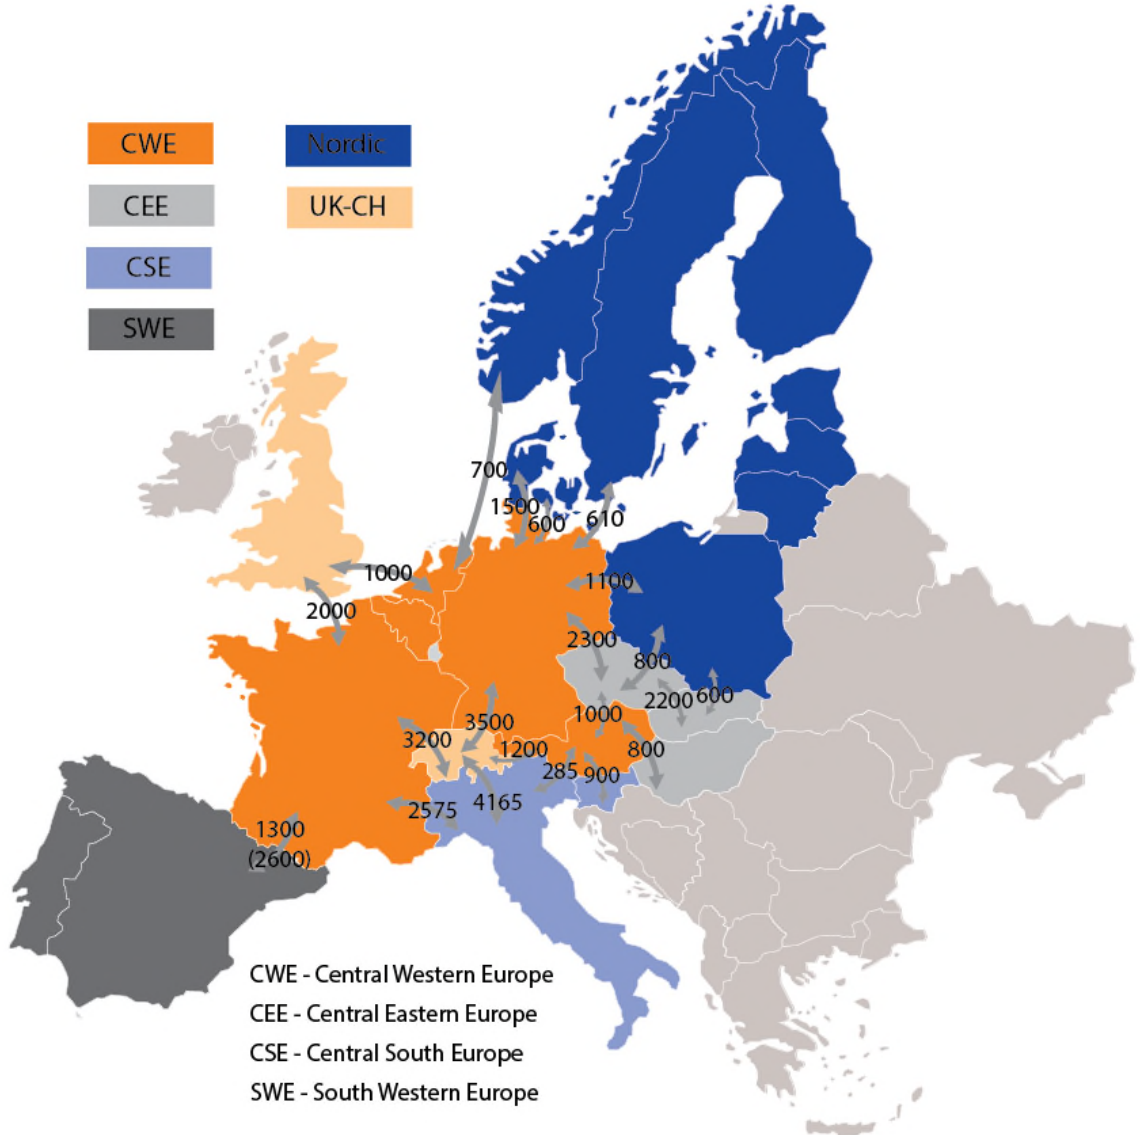 CWE
Nordic
CEE
UK-CH
CSE
SWE
700
1500
600
610
1000
1100
2000
2300
800
2200
600
1000
3500
3200
1200
800
285
900
4165
2575
1300
(2600)
CWE - Central Western Europe
CEE - Central Eastern Europe
CSE - Central South Europe
SWE - South Western Europe